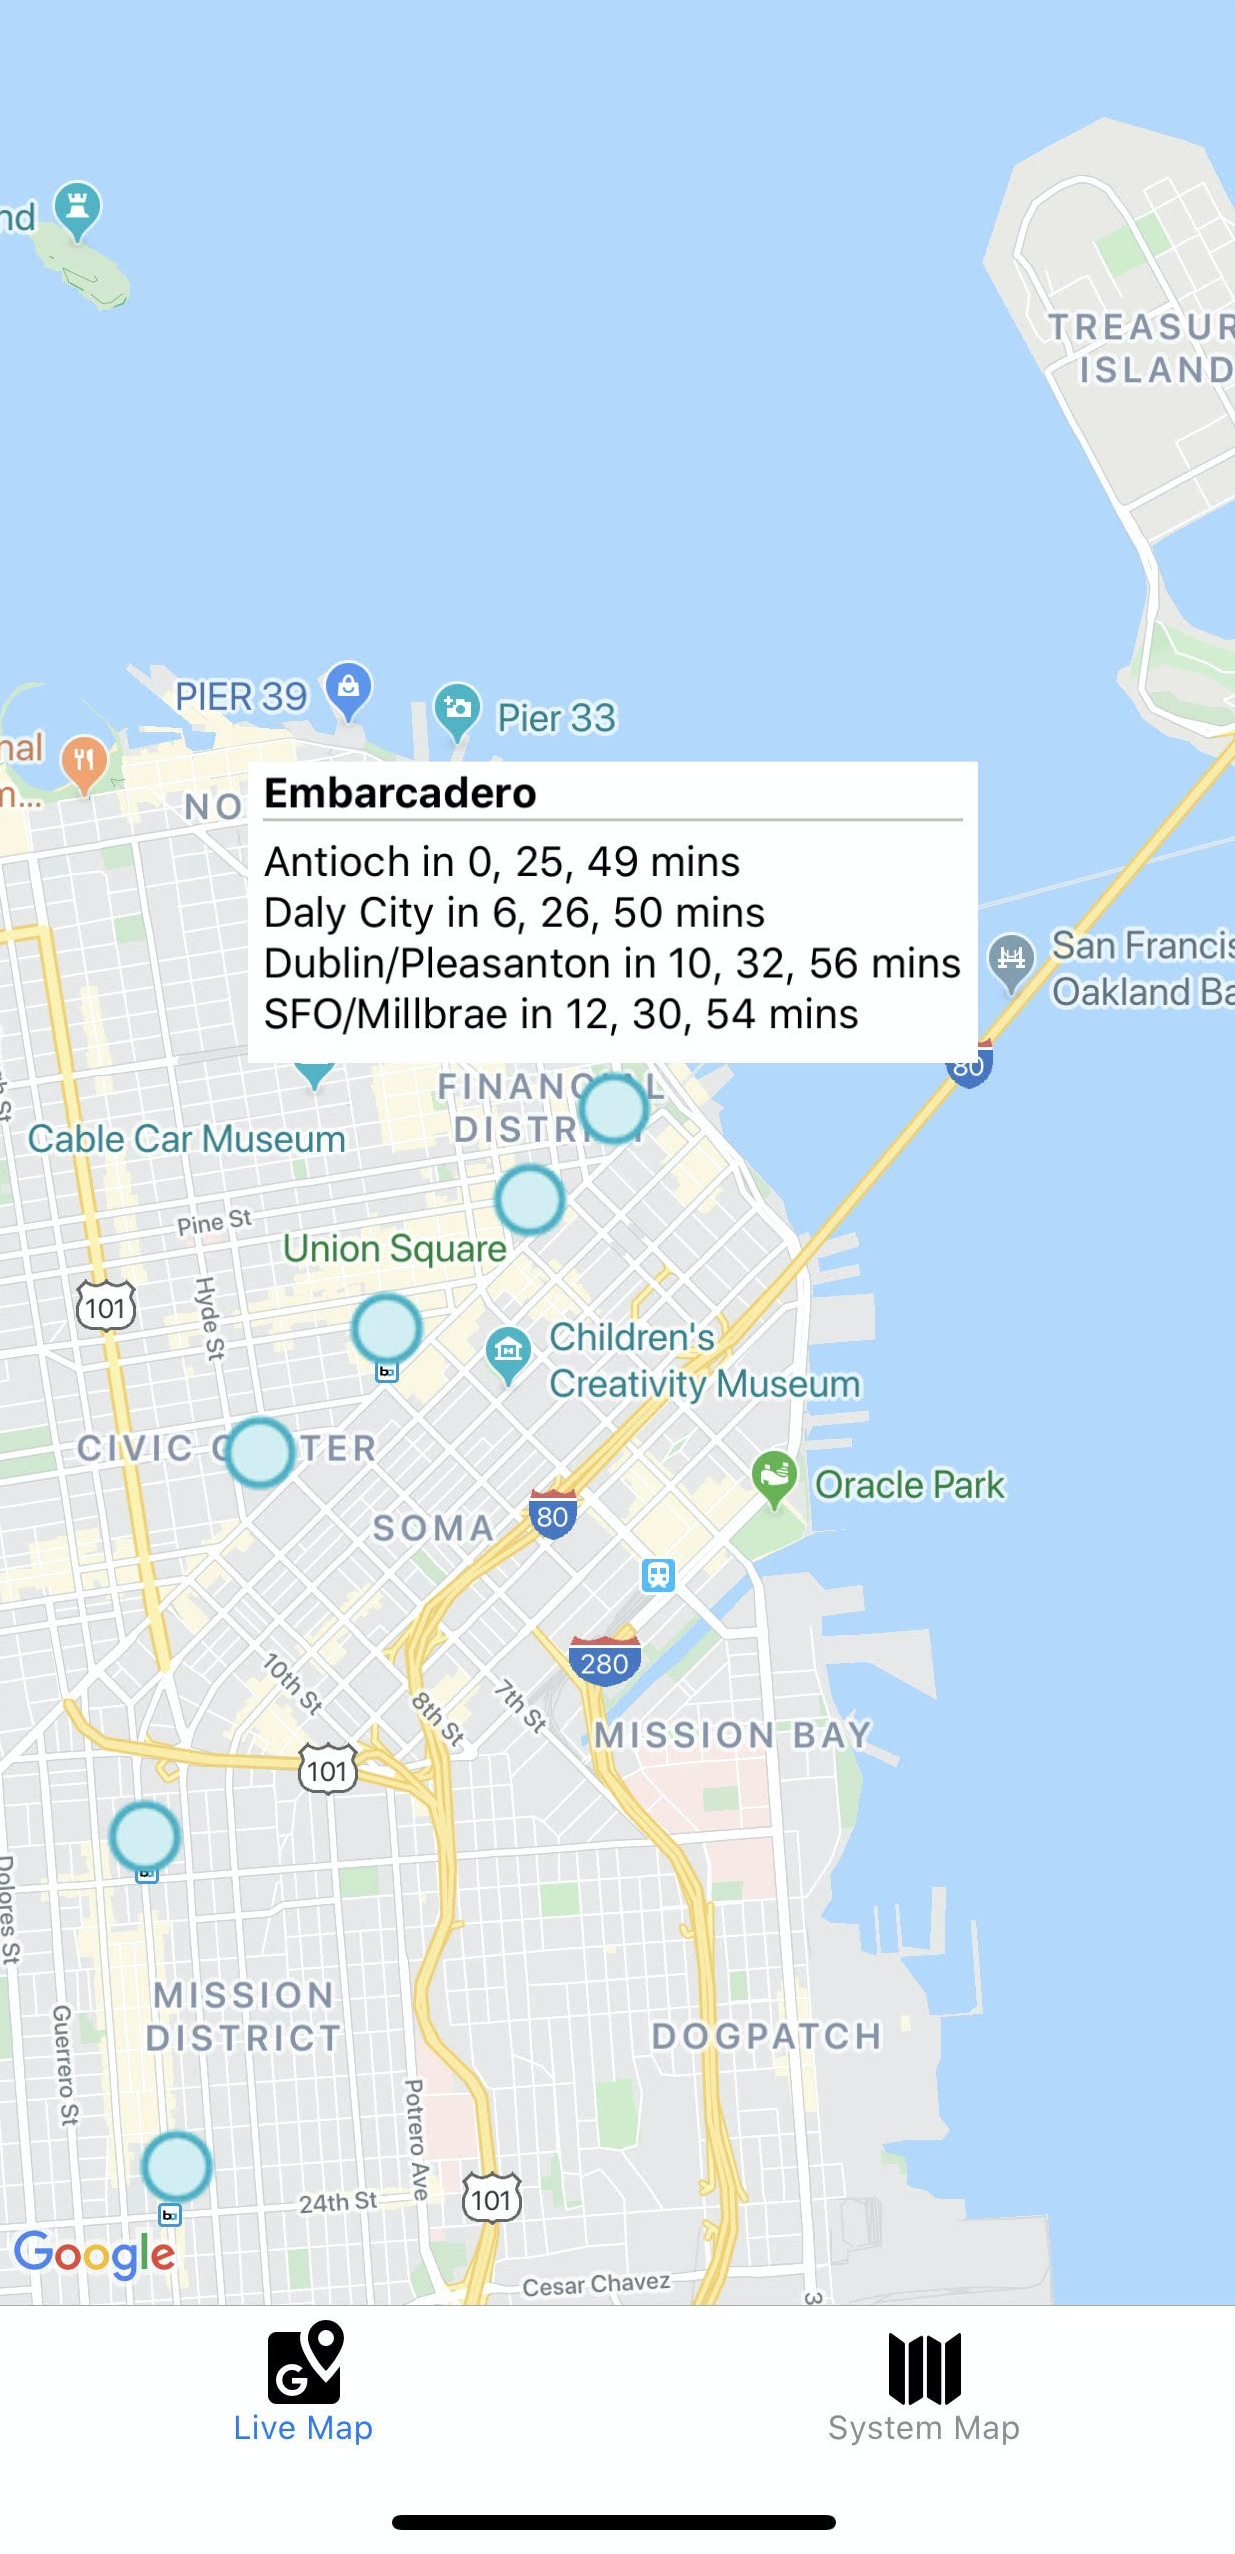 nd
TREASUR
ISLAND
PIER 39
Pier 33
nal
m...
NO
Embarcadero
Antioch in 0, 25, 49 mins
Daly City in 6, 26, 50 mins
Dublin/Pleasanton in 10, 32, 56 mins
SFO/Millbrae in 12, 30, 54 mins
San Francis
Oakland Ba
80
FINANC L
DISTRI T
Cable Car Museum
Pine St
Union Square
101
Hyde St
Children's
Creativity Museum
ba
CIVIC C TER
Oracle Park
SOMA
80
280
10th St
8th St
7th St
MISSION BAY
101
Dolores St
MISSION
DISTRICT
Guerrero St
DOGPATCH
Potrero Ave
24th St
101
ba
Google
Cesar Chavez
3
G
Live Map
System Map